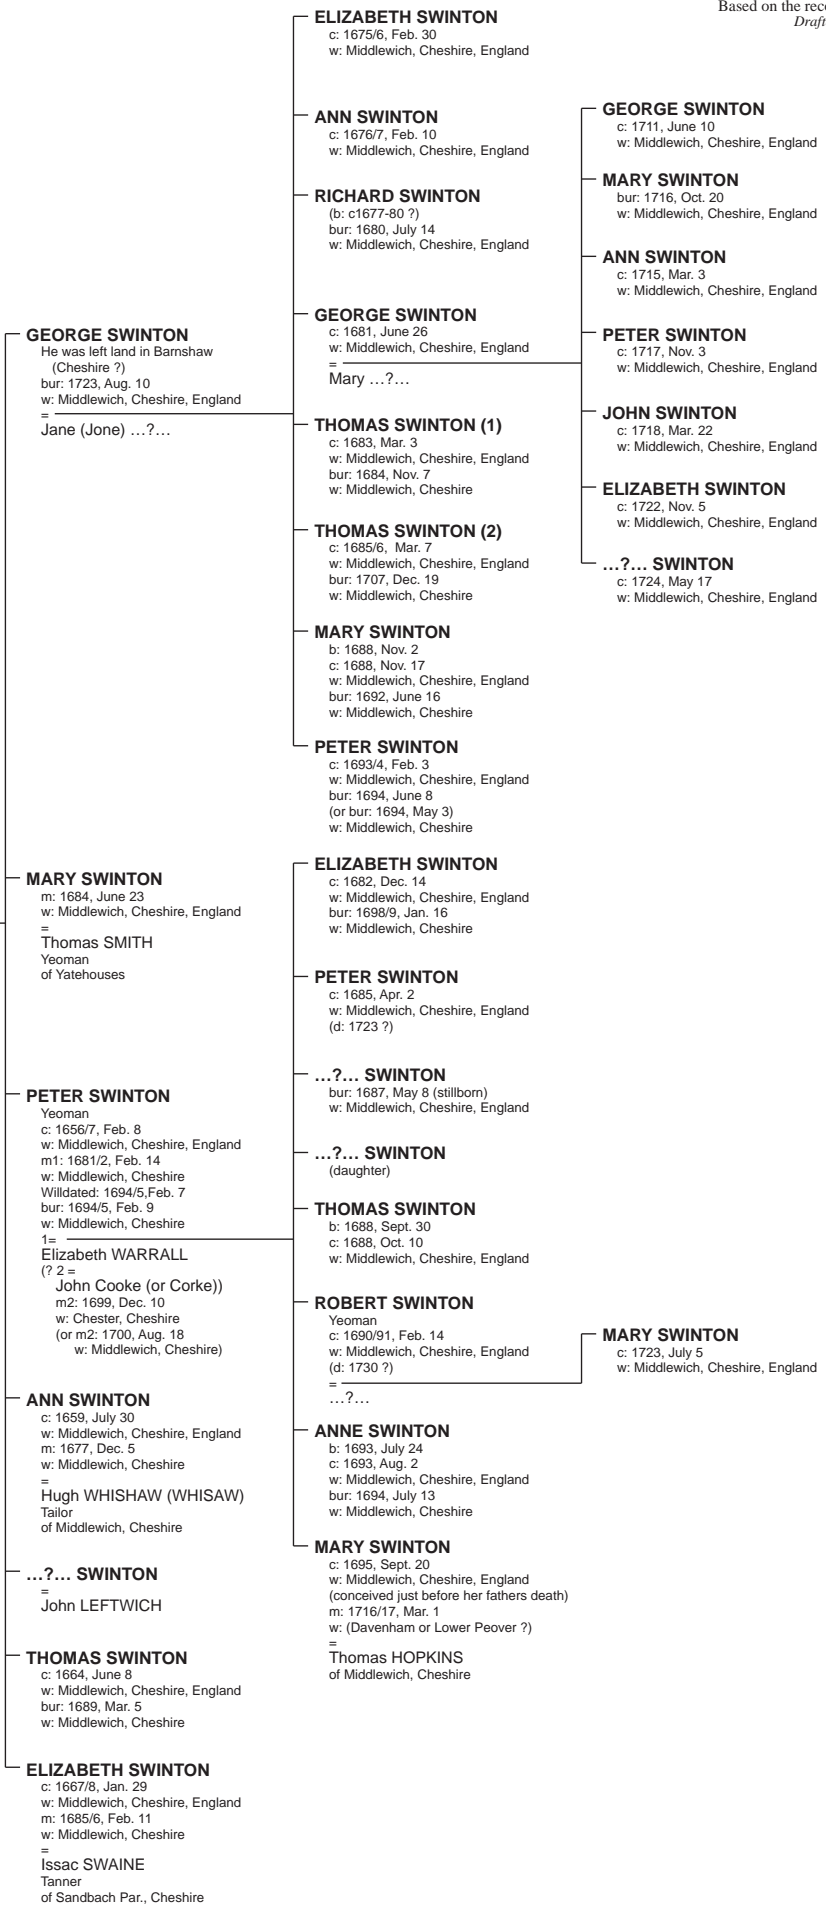 Based on the reco
Draft
ELIZABETH SWINTON
c: 1675/6, Feb. 30
w: Middlewich, Cheshire, England
ANN SWINTON
c: 1676/7, Feb. 10
w: Middlewich, Cheshire, England
RICHARD SWINTON
(b: c1677-80 ?)
bur: 1680, July 14
w: Middlewich, Cheshire, England
GEORGE SWINTON
c: 1681, June 26
w: Middlewich, Cheshire, England
=
Mary …?…
THOMAS SWINTON (1)
c: 1683, Mar. 3
w: Middlewich, Cheshire, England
bur: 1684, Nov. 7
w: Middlewich, Cheshire
THOMAS SWINTON (2)
c: 1685/6, Mar. 7
w: Middlewich, Cheshire, England
bur: 1707, Dec. 19
w: Middlewich, Cheshire
MARY SWINTON
b: 1688, Nov. 2
c: 1688, Nov. 17
w: Middlewich, Cheshire, England
bur: 1692, June 16
w: Middlewich, Cheshire
PETER SWINTON
c: 1693/4, Feb. 3
w: Middlewich, Cheshire, England
bur: 1694, June 8
(or bur: 1694, May 3)
w: Middlewich, Cheshire
GEORGE SWINTON
c: 1711, June 10
w: Middlewich, Cheshire, England
MARY SWINTON
bur: 1716, Oct. 20
w: Middlewich, Cheshire, England
ANN SWINTON
c: 1715, Mar. 3
w: Middlewich, Cheshire, England
PETER SWINTON
c: 1717, Nov. 3
w: Middlewich, Cheshire, England
JOHN SWINTON
c: 1718, Mar. 22
w: Middlewich, Cheshire, England
ELIZABETH SWINTON
c: 1722, Nov. 5
w: Middlewich, Cheshire, England
…?… SWINTON
c: 1724, May 17
w: Middlewich, Cheshire, England
GEORGE SWINTON
He was left land in Barnshaw
(Cheshire ?)
bur: 1723, Aug. 10
w: Middlewich, Cheshire, England
=
Jane (Jone) …?…
MARY SWINTON
m: 1684, June 23
w: Middlewich, Cheshire, England
=
Thomas SMITH
Yeoman
of Yatehouses
PETER SWINTON
Yeoman
c: 1656/7, Feb. 8
w: Middlewich, Cheshire, England
m1: 1681/2, Feb. 14
w: Middlewich, Cheshire
Willdated: 1694/5,Feb. 7
bur: 1694/5, Feb. 9
w: Middlewich, Cheshire
1=
Elizabeth WARRALL
(? 2 =
John Cooke (or Corke))
m2: 1699, Dec. 10
w: Chester, Cheshire
(or m2: 1700, Aug. 18
w: Middlewich, Cheshire)
ANN SWINTON
c: 1659, July 30
w: Middlewich, Cheshire, England
m: 1677, Dec. 5
w: Middlewich, Cheshire
=
Hugh WHISHAW (WHISAW)
Tailor
of Middlewich, Cheshire
…?… SWINTON
=
John LEFTWICH
THOMAS SWINTON
c: 1664, June 8
w: Middlewich, Cheshire, England
bur: 1689, Mar. 5
w: Middlewich, Cheshire
ELIZABETH SWINTON
c: 1667/8, Jan. 29
w: Middlewich, Cheshire, England
m: 1685/6, Feb. 11
w: Middlewich, Cheshire
=
Issac SWAINE
Tanner
of Sandbach Par., Cheshire
ELIZABETH SWINTON
c: 1682, Dec. 14
w: Middlewich, Cheshire, England
bur: 1698/9, Jan. 16
w: Middlewich, Cheshire
PETER SWINTON
c: 1685, Apr. 2
w: Middlewich, Cheshire, England
(d: 1723 ?)
…?… SWINTON
bur: 1687, May 8 (stillborn)
w: Middlewich, Cheshire, England
…?… SWINTON
(daughter)
THOMAS SWINTON
b: 1688, Sept. 30
c: 1688, Oct. 10
w: Middlewich, Cheshire, England
ROBERT SWINTON
Yeoman
c: 1690/91, Feb. 14
w: Middlewich, Cheshire, England
(d: 1730 ?)
=
…?…
ANNE SWINTON
b: 1693, July 24
c: 1693, Aug. 2
w: Middlewich, Cheshire, England
bur: 1694, July 13
w: Middlewich, Cheshire
MARY SWINTON
c: 1695, Sept. 20
w: Middlewich, Cheshire, England
(conceived just before her fathers death)
m: 1716/17, Mar. 1
w: (Davenham or Lower Peover ?)
=
Thomas HOPKINS
of Middlewich, Cheshire
MARY SWINTON
c: 1723, July 5
w: Middlewich, Cheshire, England